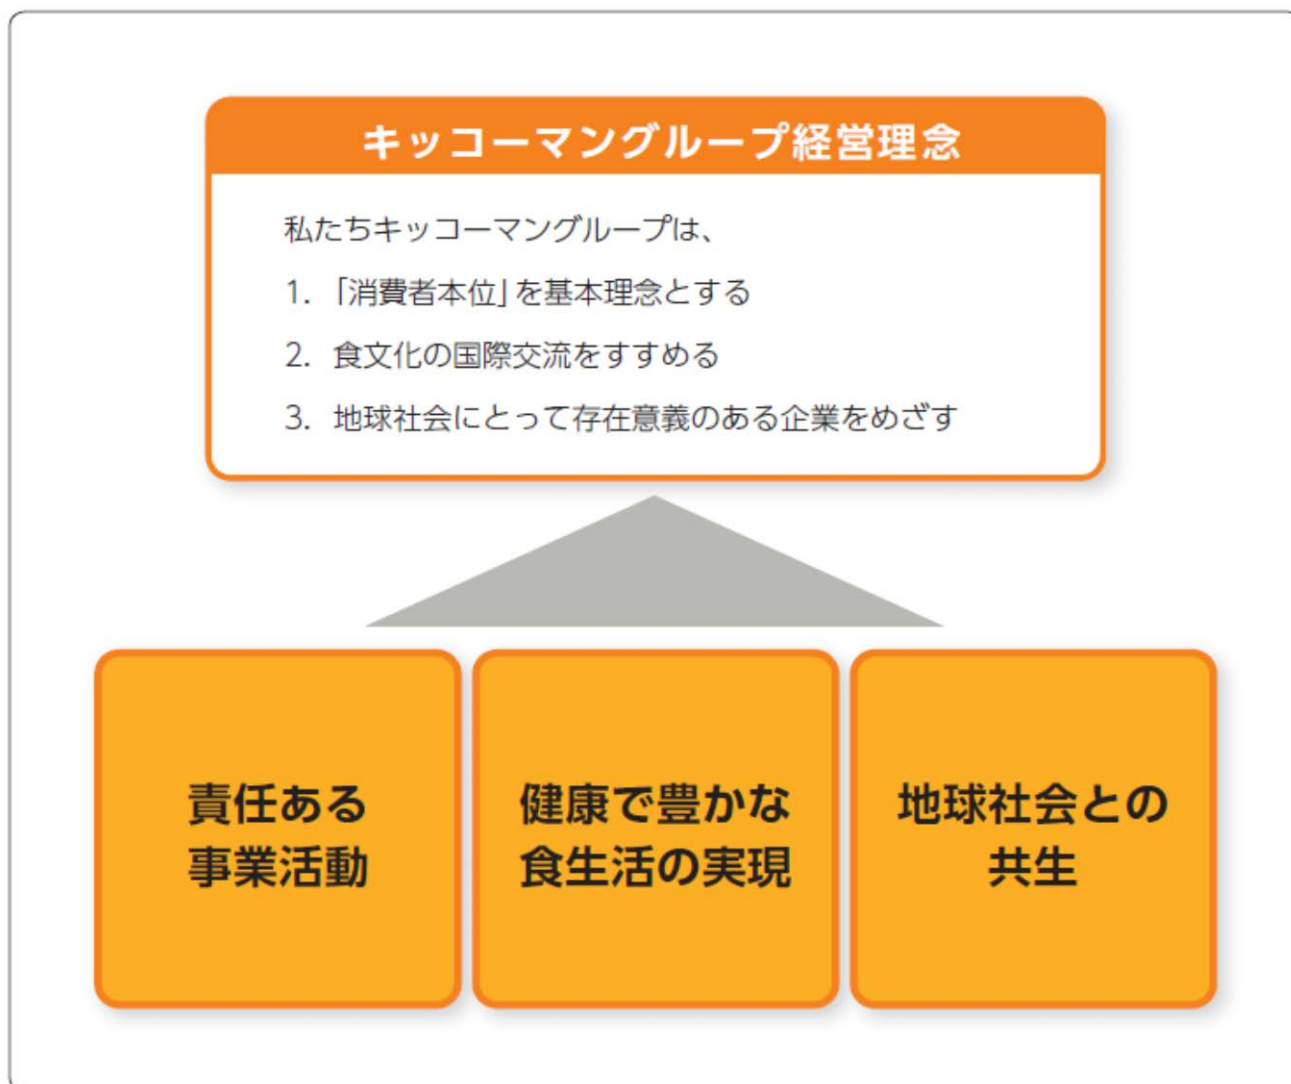 キッコーマングループ経営理念
私たちキッコーマングループは、
1. 「消費者本位」を基本理念とする
2. 食文化の国際交流をすすめる
3. 地球社会にとって存在意義のある企業をめざす
責任ある
事業活動
健康で豊かな
食生活の実現
地球社会との
共生